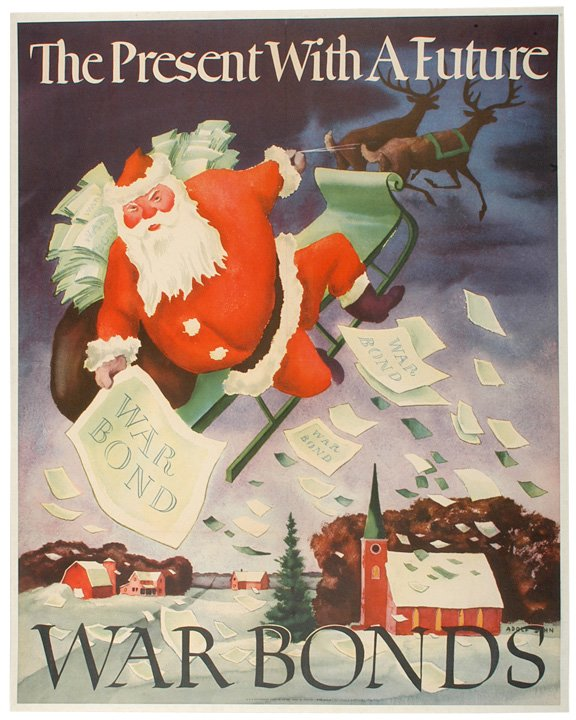 The Present With A Future
WAR
BOND
WAR
BOND
WAR
BOND
WAR BONDS